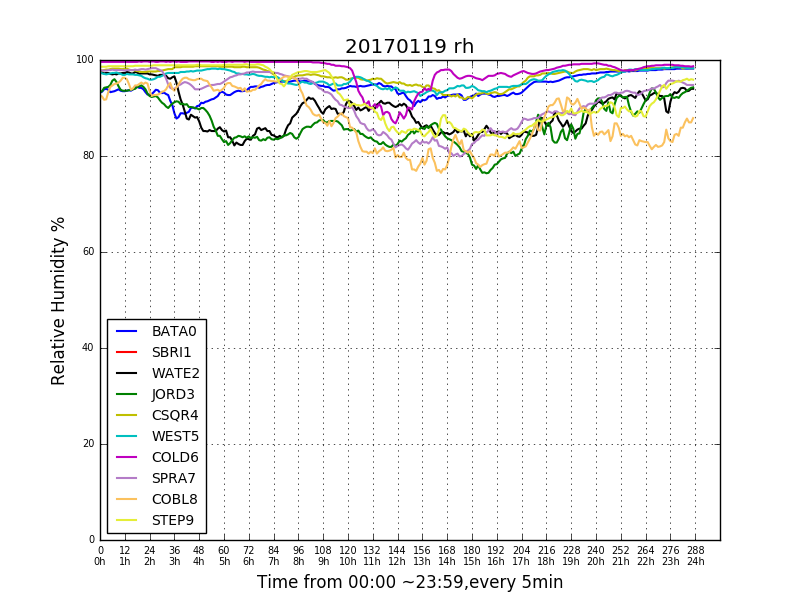 20170119 rh
Relative Humidity %
100
80
60
40
20
0
BATA0
SBRI1
WATE2
JORD3
CSQR4
WEST5
COLD6
SPRA7
COBL8
STEP9
0 12 24 36 48 60 72 84 96 108 120 132 144 156 168 180 192 204 216 228 240 252 264 276 288
0h 1h 2h 3h 4h 5h 6h 7h 8h 9h 10h 11h 12h 13h 14h 15h 16h 17h 18h 19h 20h 21h 22h 23h 24h
Time from 00:00 ~23:59,every 5min